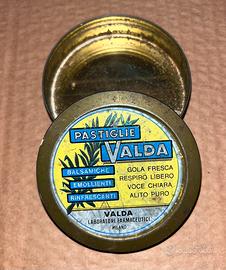 PASTIGLIE
VALDA
BALSAMICHE
EMOLLIENTI
RINFRESCANTI
GOLA FRESCA
RESPIRO LIBERO
VOCE CHIARA
ALITO PURO
VALDA
LABORATORI FARMACEUTICI
MILANO